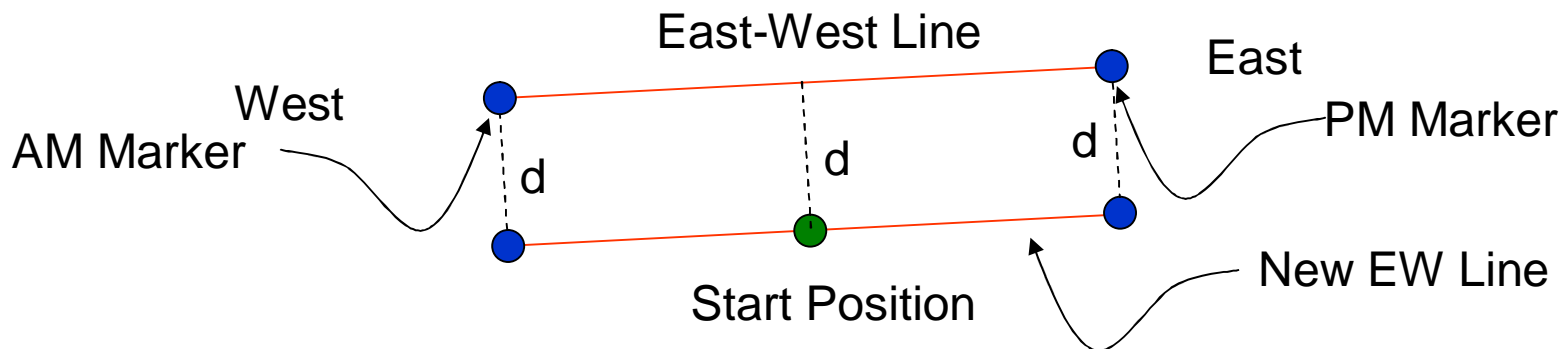 East-West Line
East
West
PM Marker
AM Marker
d
d
d
New EW Line
Start Position